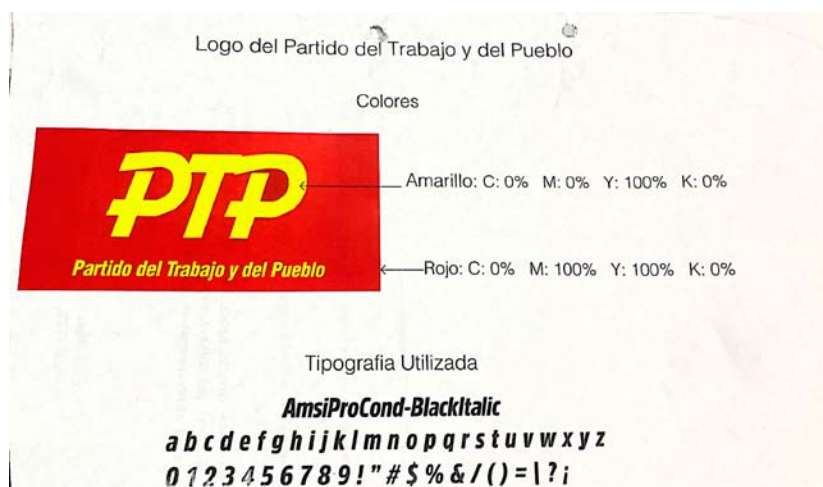 Logo del Partido del Trabajo y del Pueblo
Colores
PTP
Partido del Trabajo y del Pueblo
Amarillo: C: 0% M: 0% Y: 100% K: 0%
Rojo: C: 0% M: 100% Y: 100% K: 0%
Tipografia Utilizada
AmsiProCond-BlackItalic
a b c d e f g h i j k l m n o p q r s t u v w x y z
0 1 2 3 4 5 6 7 8 9 ! " # $ % & / ( ) = \ ? ¡